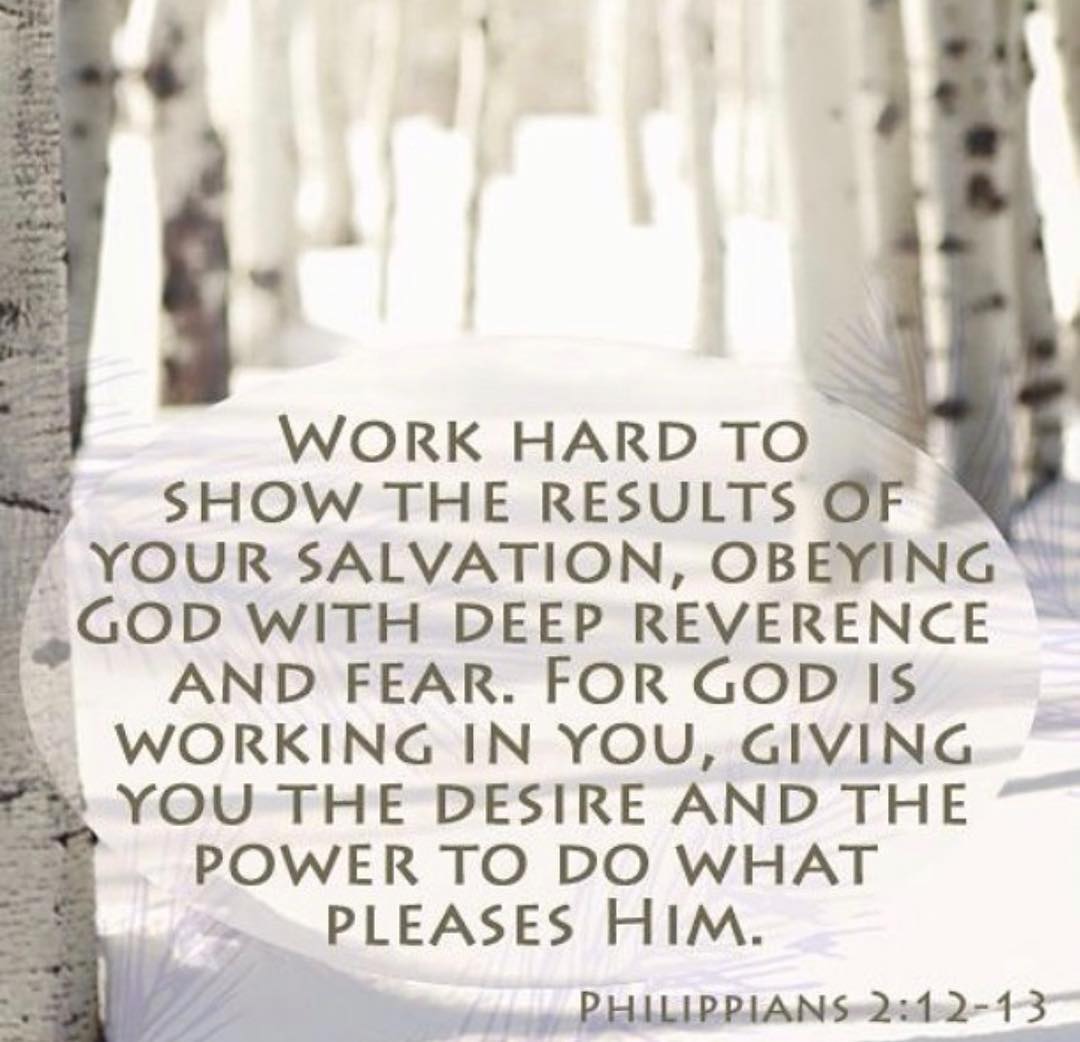 Work hard to
show the results of
your salvation, obeying
God with deep reverence
and fear. For God is
working in you, giving
you the desire and the
power to do what
pleases Him.
Philippians 2:12-13